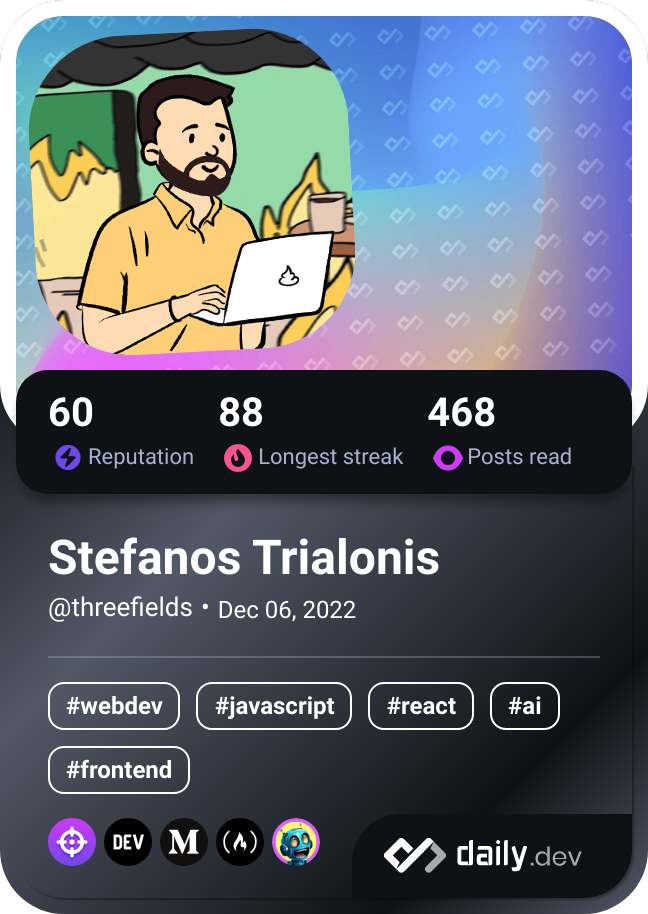 60 88 468
Reputation Longest streak Posts read
Stefanos Trialonis
@threefields • Dec 06, 2022
#webdev #javascript #react #ai
#frontend
DEV M
daily.dev